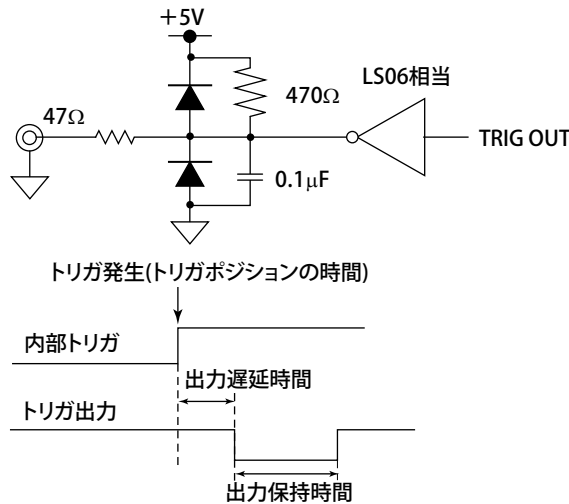 +5V
LS06相当
470Ω
47Ω
TRIG OUT
0.1μF
トリガ発生(トリガポジションの時間)
内部トリガ
出力遅延時間
トリガ出力
出力保持時間